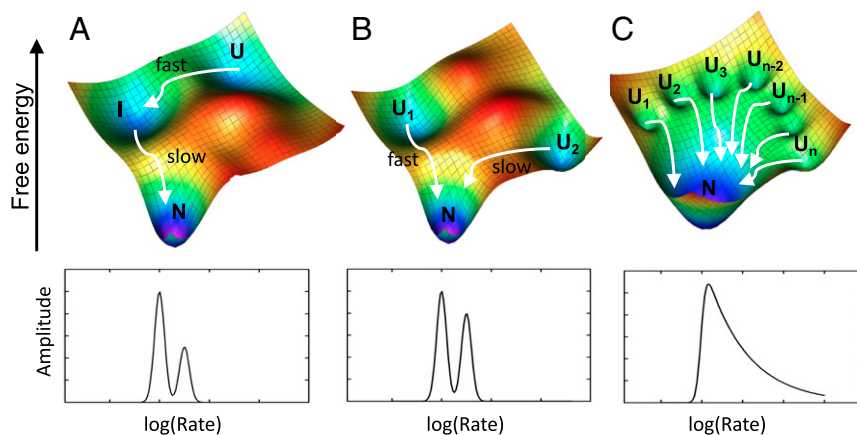 A
B
C
Free energy
U
fast
I
slow
N
U1
fast
U2
slow
N
U1
U2
U3
Un-2
Un-1
Un
N
Amplitude
log(Rate)
log(Rate)
log(Rate)